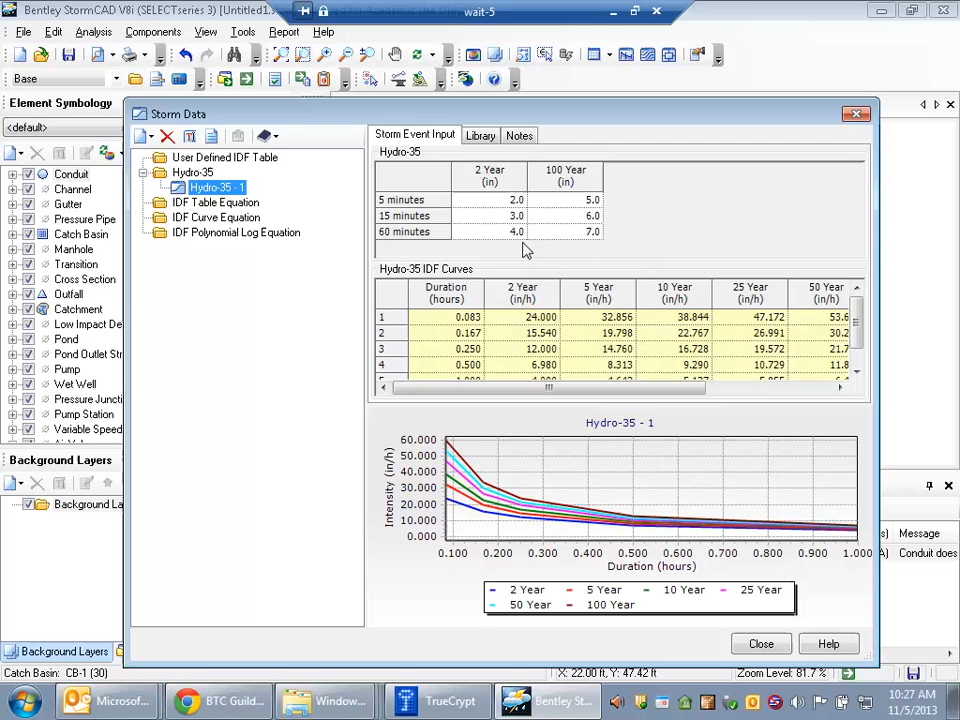 Bentley StormCAD V8i (SELECTseries 3) [Untitled1.s
wait-5
File Edit Analysis Components View Tools Report Help
Base
Element Symbology
<default>
Conduit
Channel
Gutter
Pressure Pipe
Catch Basin
Manhole
Transition
Cross Section
Outfall
Catchment
Low Impact De
Pond
Pond Outlet Str
Pump
Wet Well
Pressure Juncti
Pump Station
Variable Speed
Background Layers
Background La
Background Layers
Storm Data
User Defined IDF Table
Hydro-35
Hydro-35 - 1
IDF Table Equation
IDF Curve Equation
IDF Polynomial Log Equation
Storm Event Input Library Notes
Hydro-35
2 Year (in) 100 Year (in)
5 minutes 2.0 5.0
15 minutes 3.0 6.0
60 minutes 4.0 7.0
Hydro-35 IDF Curves
Duration (hours) 2 Year (in/h) 5 Year (in/h) 10 Year (in/h) 25 Year (in/h) 50 Year (in/h)
1 0.083 24.000 32.856 38.844 47.172 53.6
2 0.167 15.540 19.798 22.767 26.991 30.2
3 0.250 12.000 14.760 16.728 19.572 21.7
4 0.500 6.980 8.313 9.290 10.729 11.8
Hydro-35 - 1
Intensity (in/h)
60.000
50.000
40.000
30.000
20.000
10.000
0.000
0.100 0.200 0.300 0.400 0.500 0.600 0.700 0.800 0.900 1.000
Duration (hours)
2 Year 5 Year 10 Year 25 Year
50 Year 100 Year
Close Help
s) Message
A) Conduit does
Catch Basin: CB-1 (30)
X: 22.00 ft, Y: 47.42 ft
Zoom Level: 81.7 %
Microsof...
BTC Guild...
Window...
TrueCrypt
Bentley St...
10:27 AM
11/5/2013